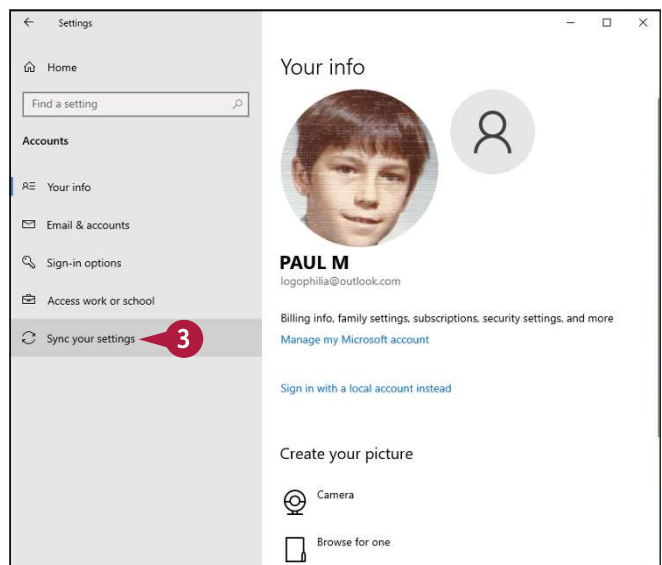 Settings
Home
Find a setting
Accounts
Your info
Email & accounts
Sign-in options
Access work or school
Sync your settings
3
Your info
PAUL M
logophilia@outlook.com
Billing info, family settings, subscriptions, security settings, and more
Manage my Microsoft account
Sign in with a local account instead
Create your picture
Camera
Browse for one